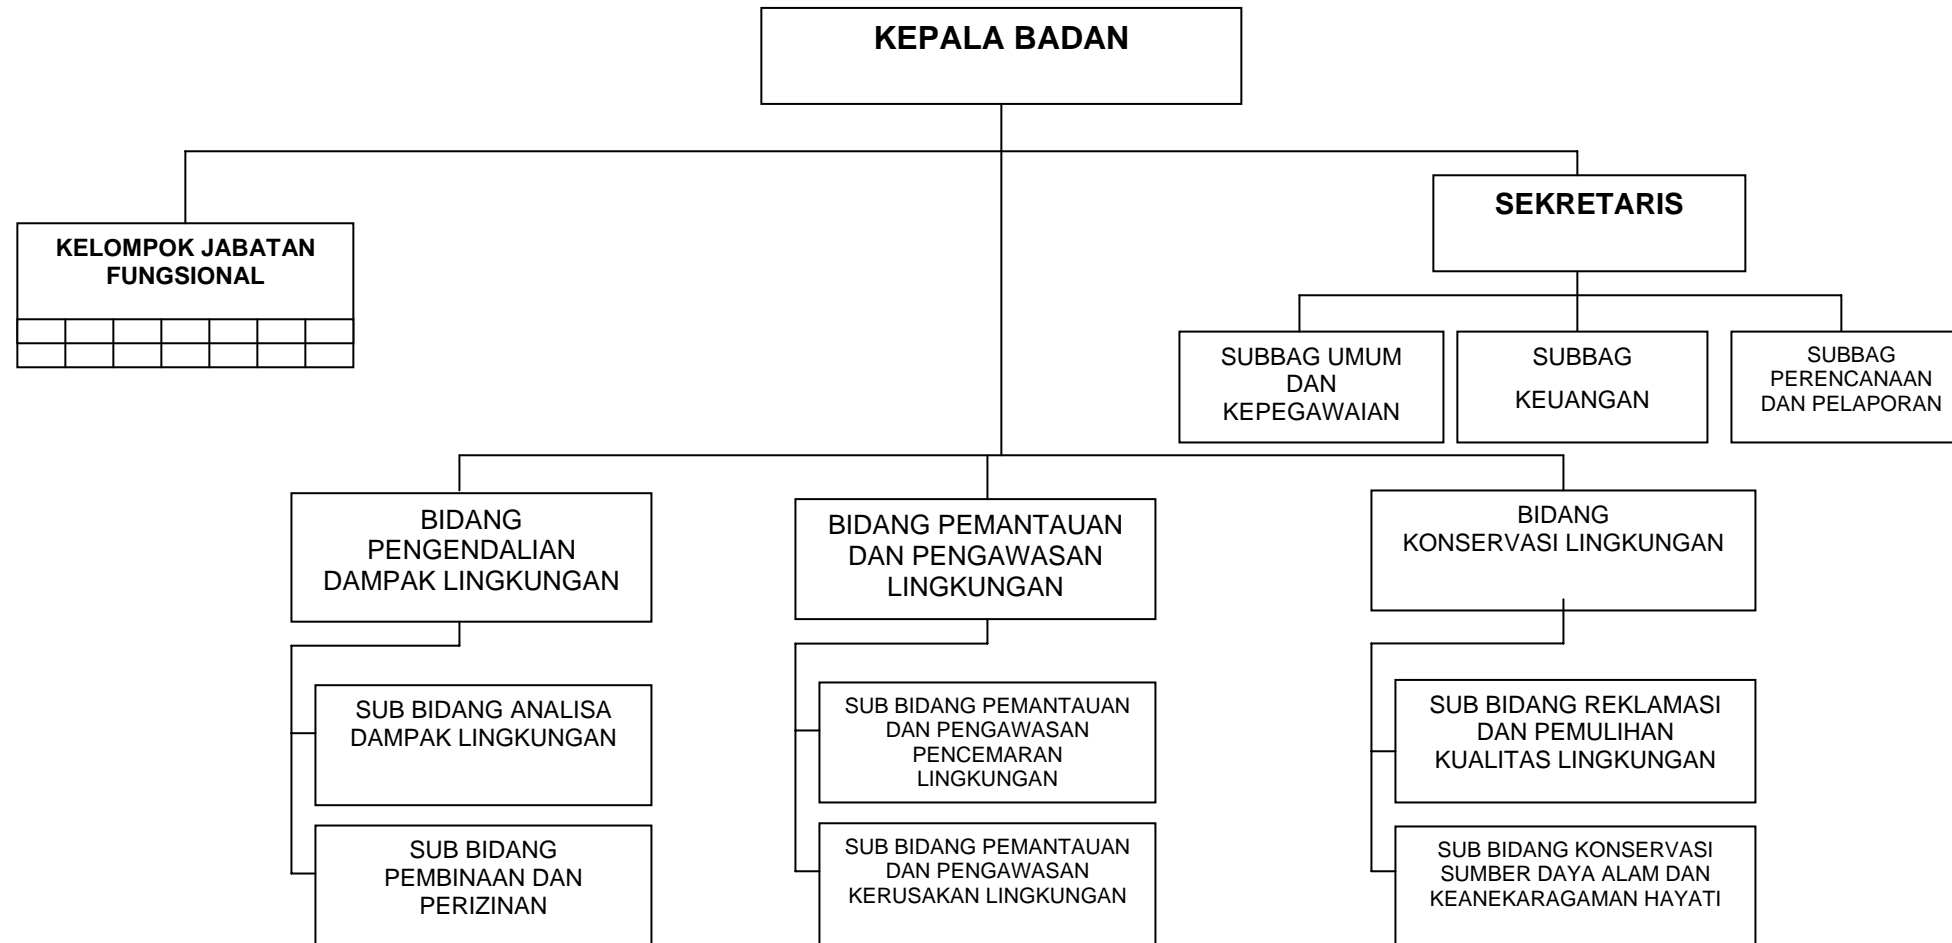 KEPALA BADAN
SEKRETARIS
KELOMPOK JABATAN
FUNGSIONAL
SUBBAG UMUM
DAN
KEPEGAWAIAN
SUBBAG
KEUANGAN
SUBBAG
PERENCANAAN
DAN PELAPORAN
BIDANG
PENGENDALIAN
DAMPAK LINGKUNGAN
BIDANG PEMANTAUAN
DAN PENGAWASAN
LINGKUNGAN
BIDANG
KONSERVASI LINGKUNGAN
SUB BIDANG ANALISA
DAMPAK LINGKUNGAN
SUB BIDANG PEMANTAUAN
DAN PENGAWASAN
PENCEMARAN
LINGKUNGAN
SUB BIDANG REKLAMASI
DAN PEMULIHAN
KUALITAS LINGKUNGAN
SUB BIDANG
PEMBINAAN DAN
PERIZINAN
SUB BIDANG PEMANTAUAN
DAN PENGAWASAN
KERUSAKAN LINGKUNGAN
SUB BIDANG KONSERVASI
SUMBER DAYA ALAM DAN
KEANEKARAGAMAN HAYATI